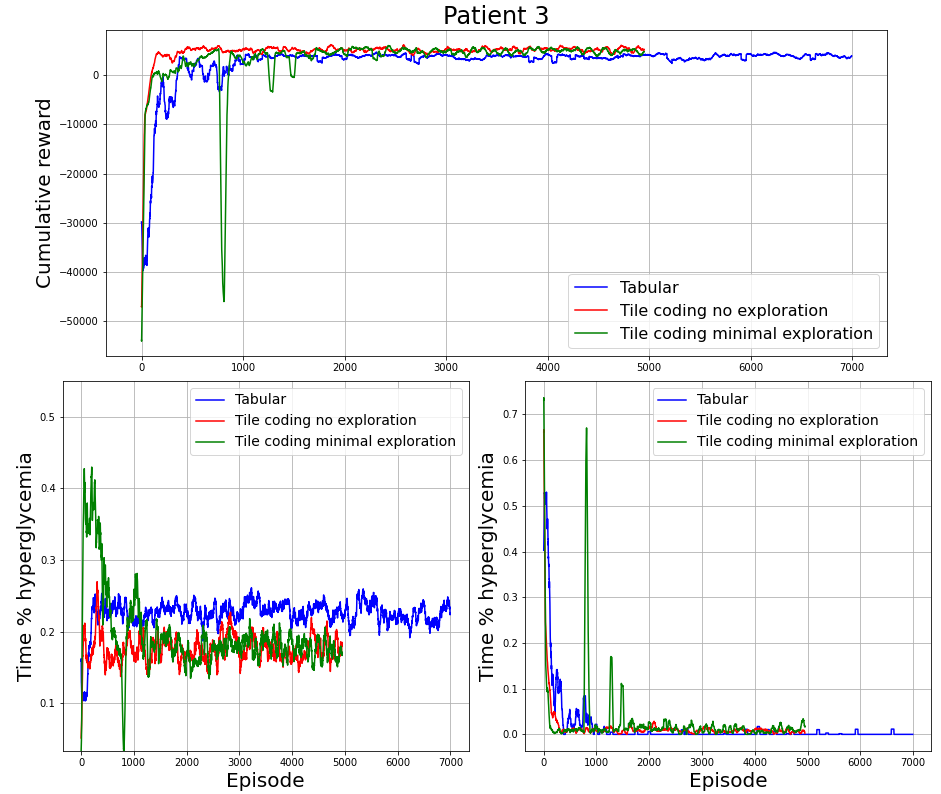 Patient 3
Cumulative reward
0
−10000
−20000
−30000
−40000
−50000
0 1000 2000 3000 4000 5000 6000 7000
Tabular
Tile coding no exploration
Tile coding minimal exploration
Time % hyperglycemia
0.5
0.4
0.3
0.2
0.1
0 1000 2000 3000 4000 5000 6000 7000
Episode
Tabular
Tile coding no exploration
Tile coding minimal exploration
Time % hyperglycemia
0.7
0.6
0.5
0.4
0.3
0.2
0.1
0.0
0 1000 2000 3000 4000 5000 6000 7000
Episode
Tabular
Tile coding no exploration
Tile coding minimal exploration